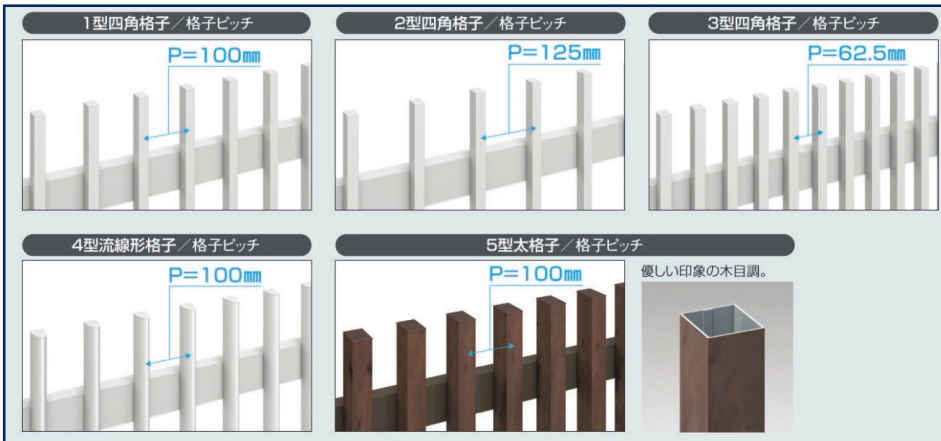 1型四角格子／格子ピッチ
P=100㎜
2型四角格子／格子ピッチ
P=125㎜
3型四角格子／格子ピッチ
P=62.5㎜
4型流線形格子／格子ピッチ
P=100㎜
5型太格子／格子ピッチ
P=100㎜
優しい印象の木目調。